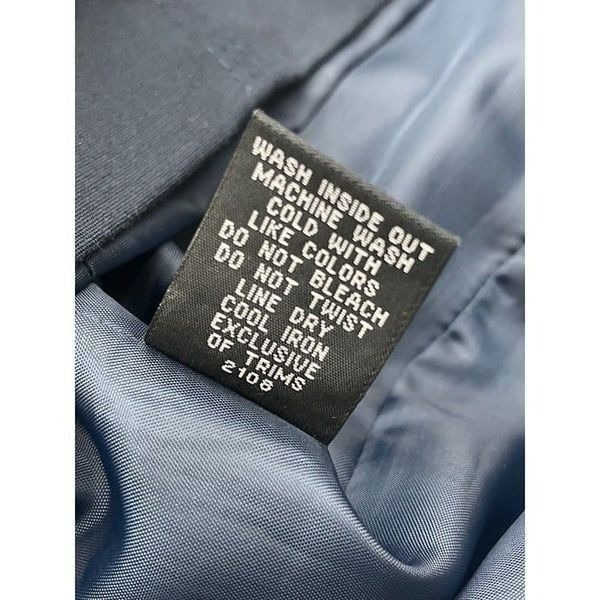 WASH INSIDE OUT
MACHINE WASH
COLD WITH
LIKE COLORS
DO NOT BLEACH
DO NOT TWIST
LINE DRY
COOL IRON
EXCLUSIVE
OF TRIMS
2108